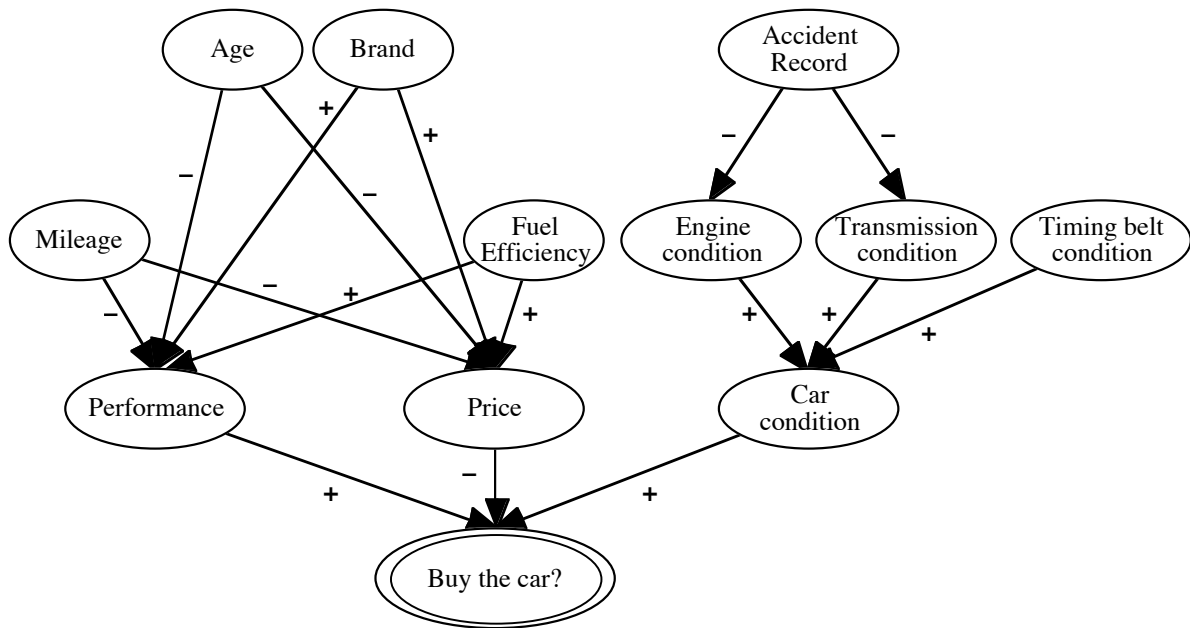 Age
Brand
Accident
Record
+
+
–
–
–
–
Mileage
Fuel
Efficiency
Engine
condition
Transmission
condition
Timing belt
condition
–
–
+
+
+
+
+
Performance
Price
Car
condition
+
–
+
Buy the car?